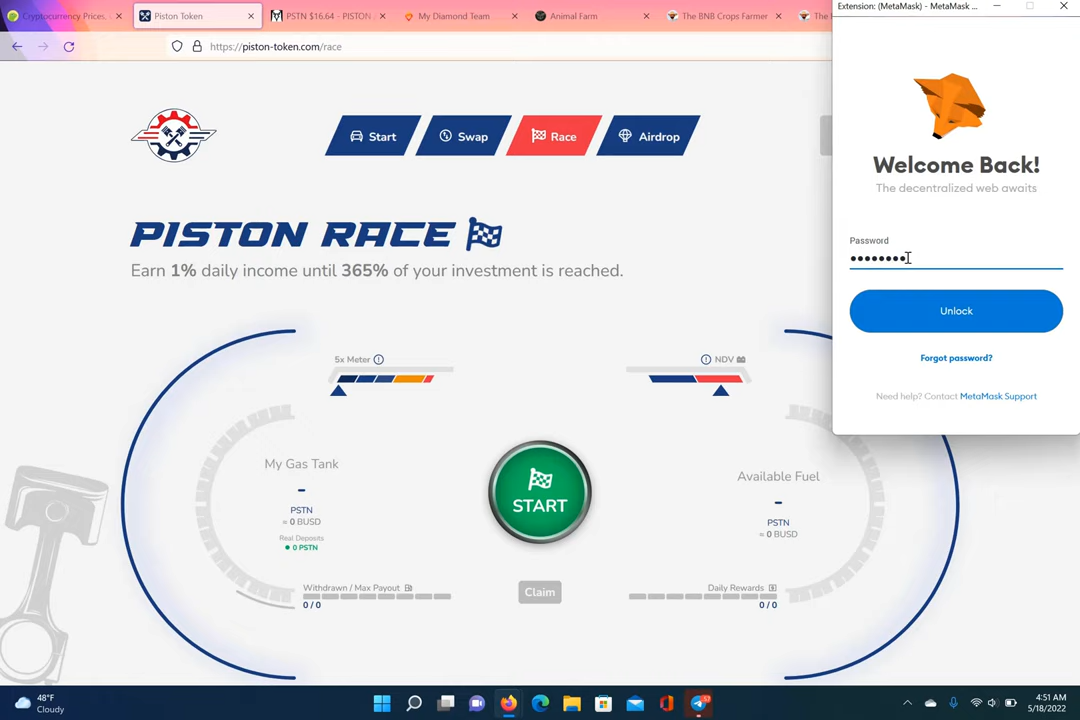 Cryptocurrency Prices,
Piston Token
PSTN $16.64 - PISTON
My Diamond Team
Animal Farm
The BNB Crops Farmer
The
Extension: (MetaMask) - MetaMask ...
https://piston-token.com/race
Start
Swap
Race
Airdrop
Welcome Back!
The decentralized web awaits
Password
Unlock
Forgot password?
Need help? Contact MetaMask Support
PISTON RACE
Earn 1% daily income until 365% of your investment is reached.
5x Meter
NDV
My Gas Tank
-
PSTN
= 0 BUSD
Real Deposits
0 PSTN
START
Available Fuel
-
PSTN
= 0 BUSD
Withdrawn / Max Payout
0 / 0
Claim
Daily Rewards
0 / 0
48°F
Cloudy
4:51 AM
5/18/2022